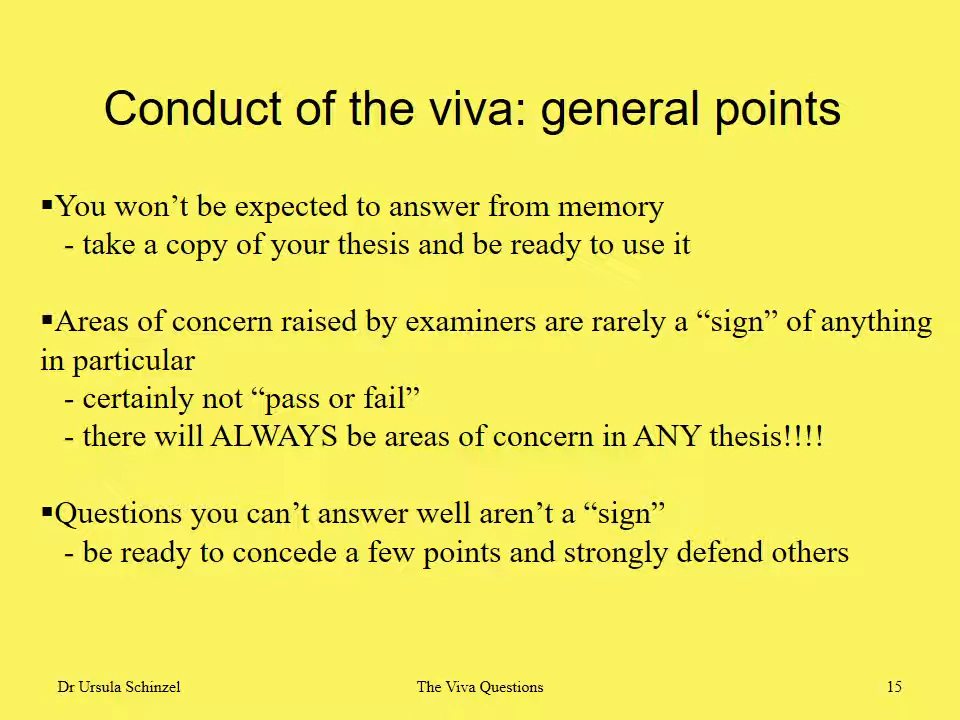 Conduct of the viva: general points
▪You won’t be expected to answer from memory
- take a copy of your thesis and be ready to use it
▪Areas of concern raised by examiners are rarely a “sign” of anything
in particular
- certainly not “pass or fail”
- there will ALWAYS be areas of concern in ANY thesis!!!!
▪Questions you can’t answer well aren’t a “sign”
- be ready to concede a few points and strongly defend others
Dr Ursula Schinzel The Viva Questions 15